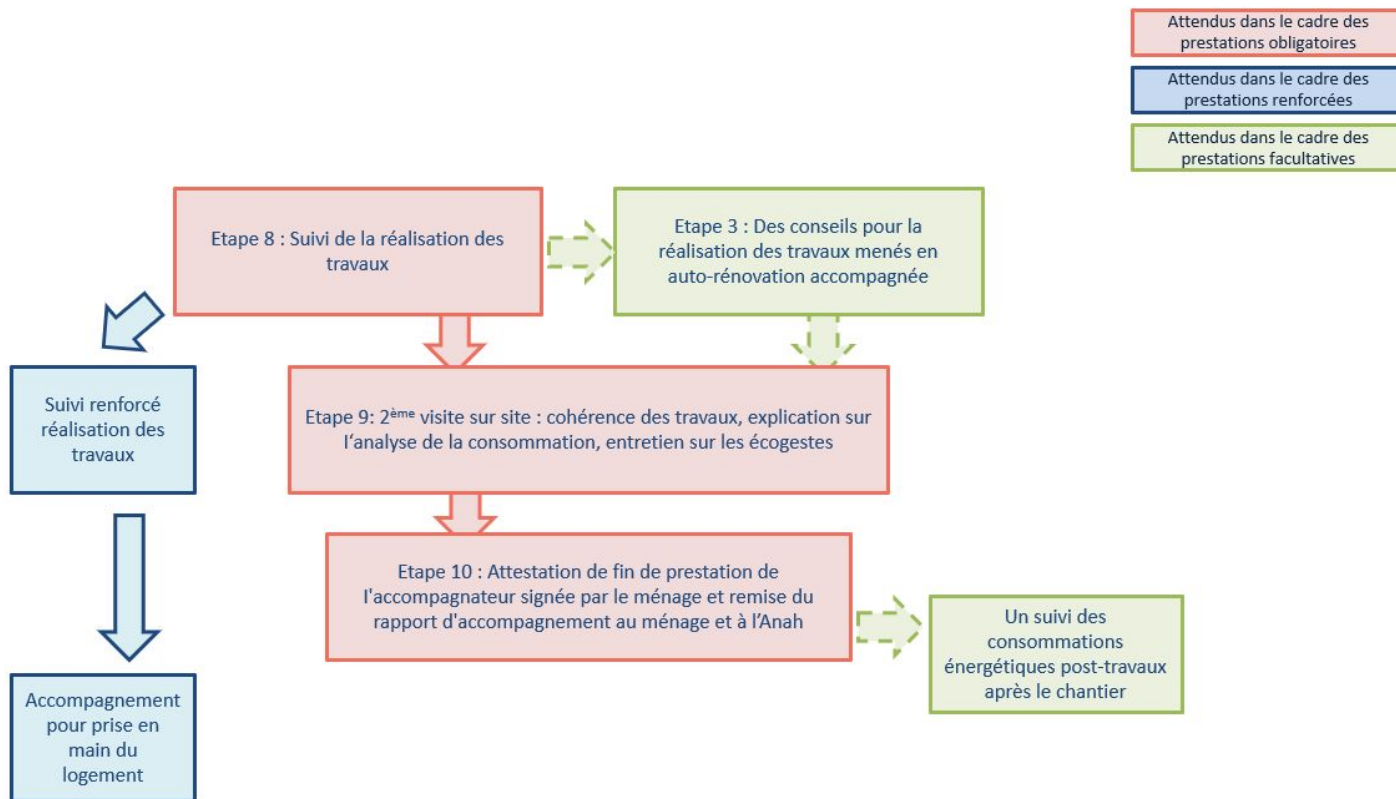 Attendus dans le cadre des
prestations obligatoires
Attendus dans le cadre des
prestations renforcées
Attendus dans le cadre des
prestations facultatives
Etape 8 : Suivi de la réalisation des
travaux
Etape 3 : Des conseils pour la
réalisation des travaux menés en
auto-rénovation accompagnée
Suivi renforcé
réalisation des
travaux
Etape 9: 2ème visite sur site : cohérence des travaux, explication sur
l‘analyse de la consommation, entretien sur les écogestes
Etape 10 : Attestation de fin de prestation de
l'accompagnateur signée par le ménage et remise du
rapport d'accompagnement au ménage et à l’Anah
Un suivi des
consommations
énergétiques post-travaux
après le chantier
Accompagnement
pour prise en
main du
logement